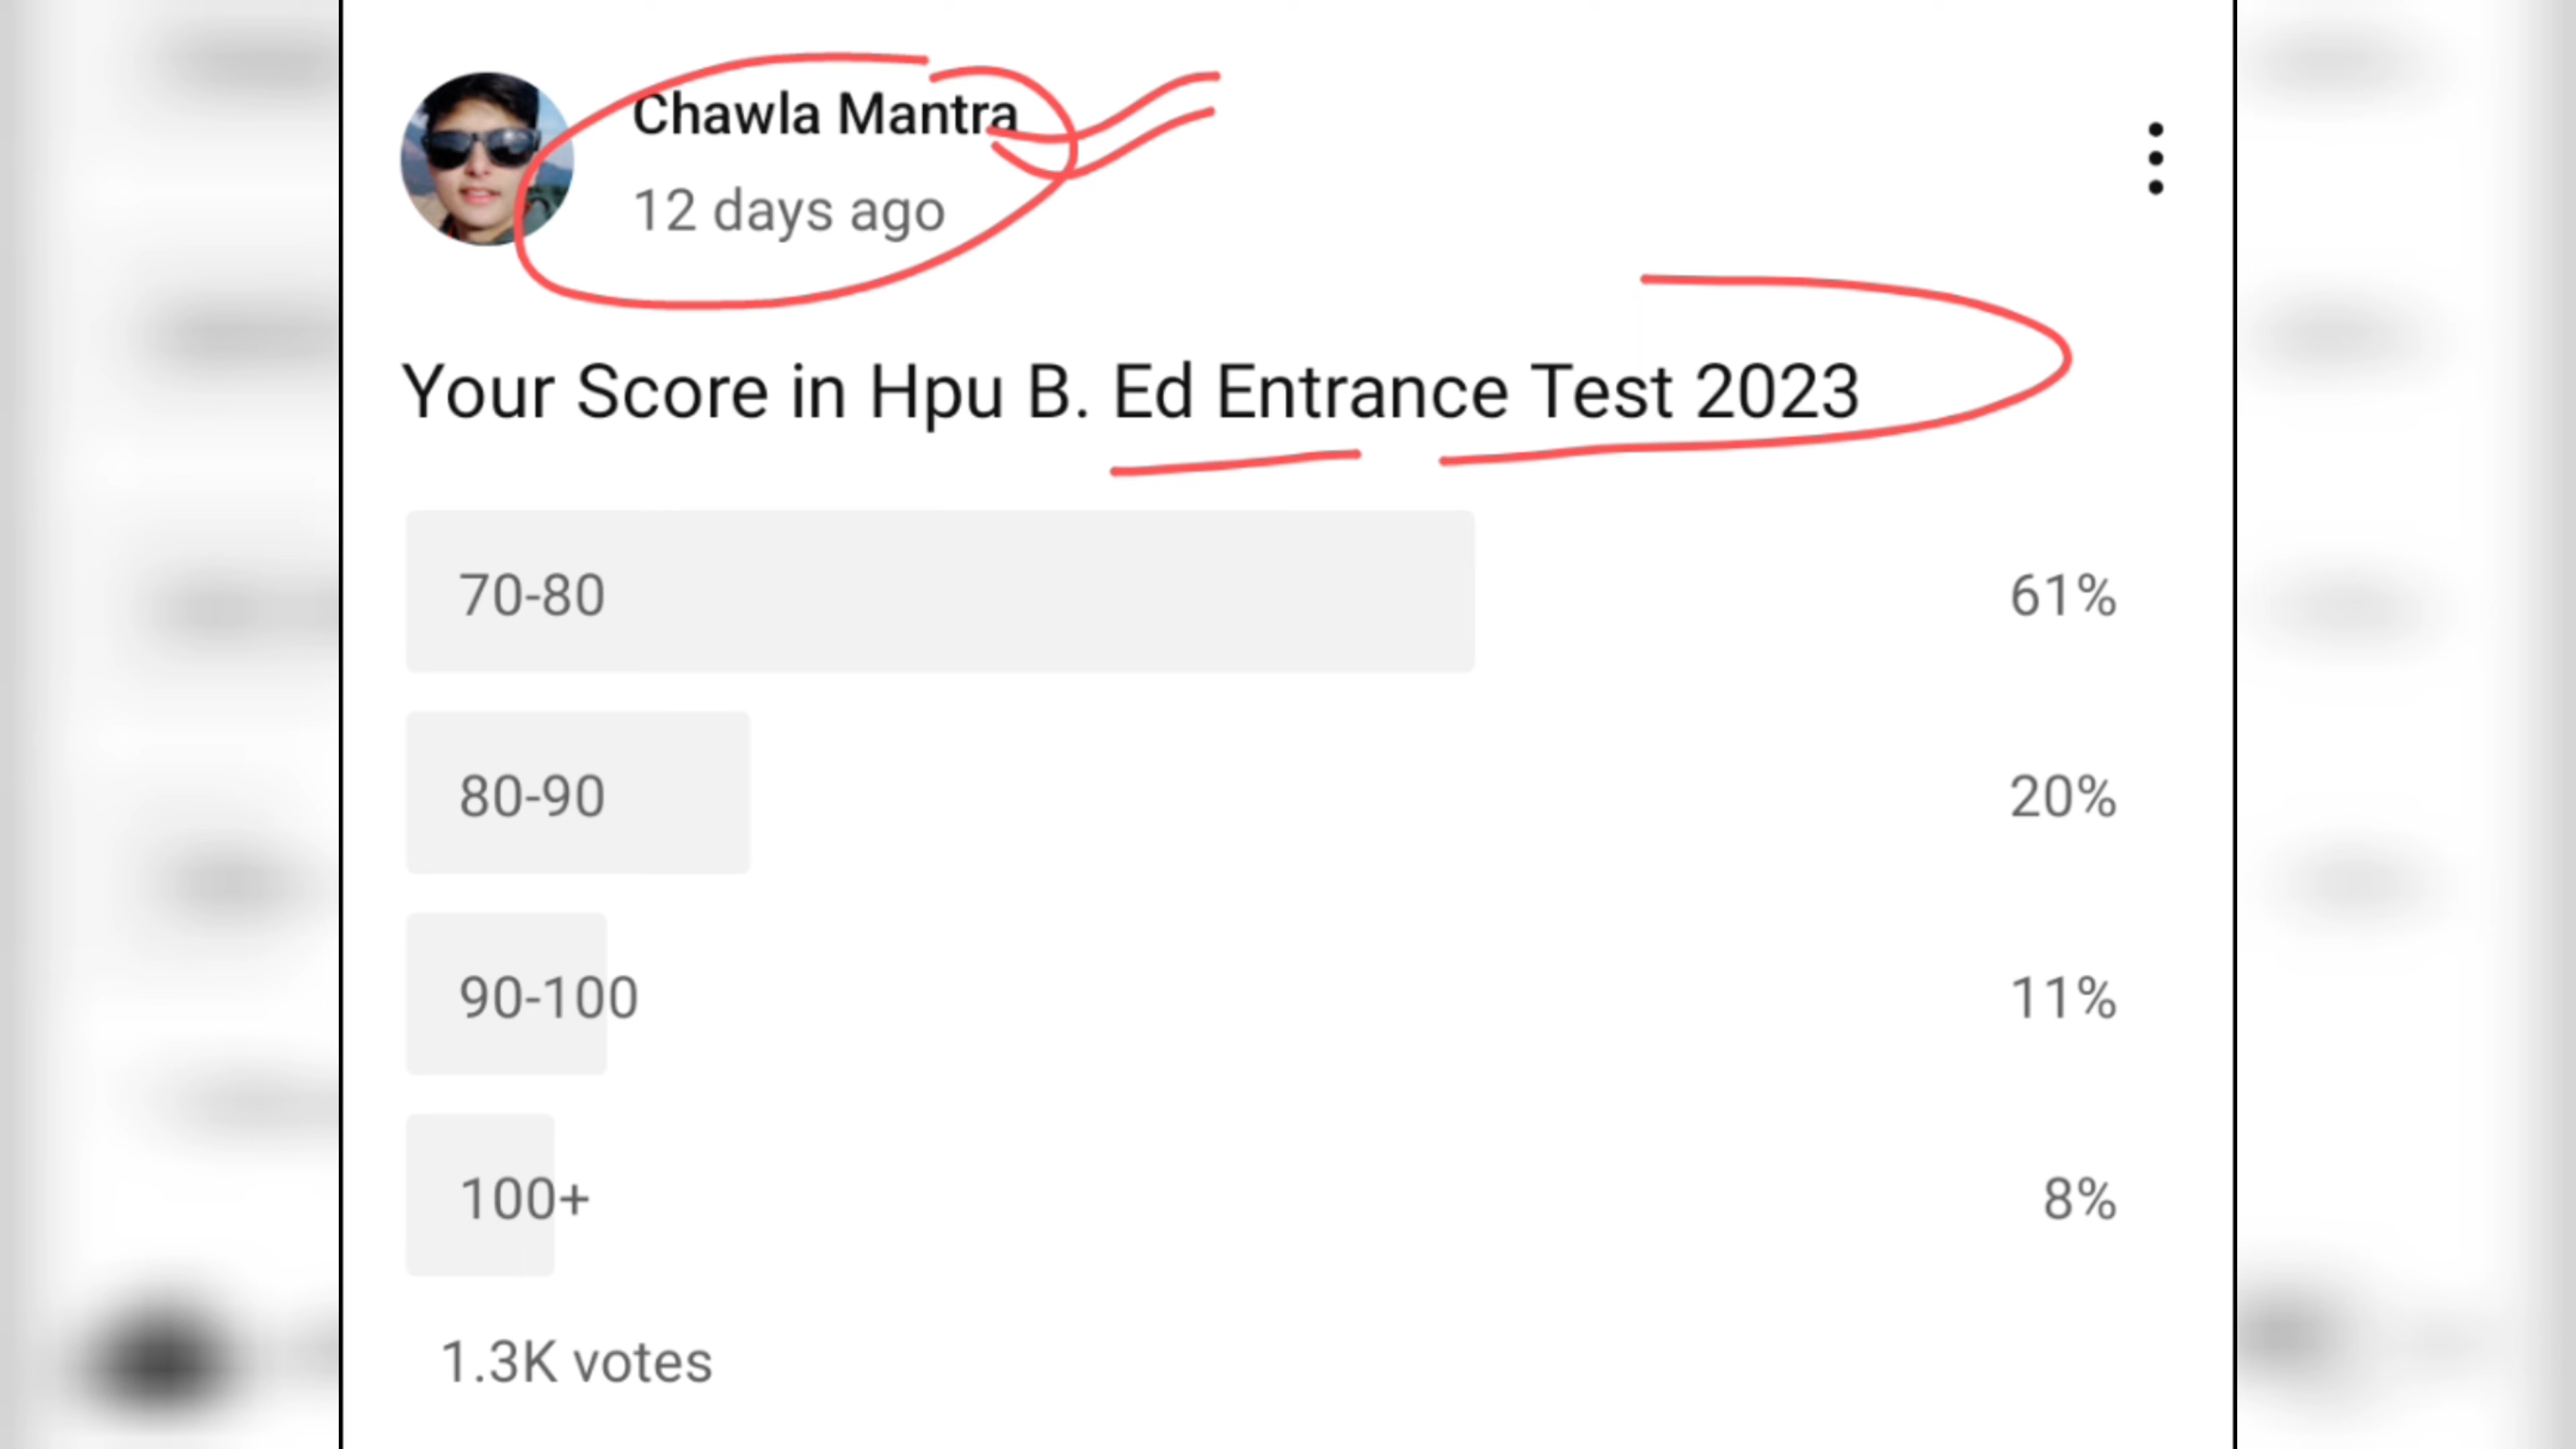 Chawla Mantra
12 days ago
Your Score in Hpu B. Ed Entrance Test 2023
70-80 61%
80-90 20%
90-100 11%
100+ 8%
1.3K votes